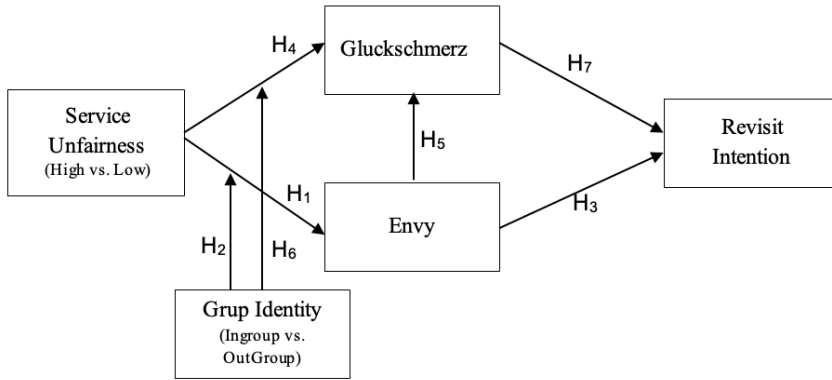 H4
Gluckschmerz
H7
Service
Unfairness
(High vs. Low)
Revisit
Intention
H5
H1
Envy
H3
H2
H6
Grup Identity
(Ingroup vs.
OutGroup)